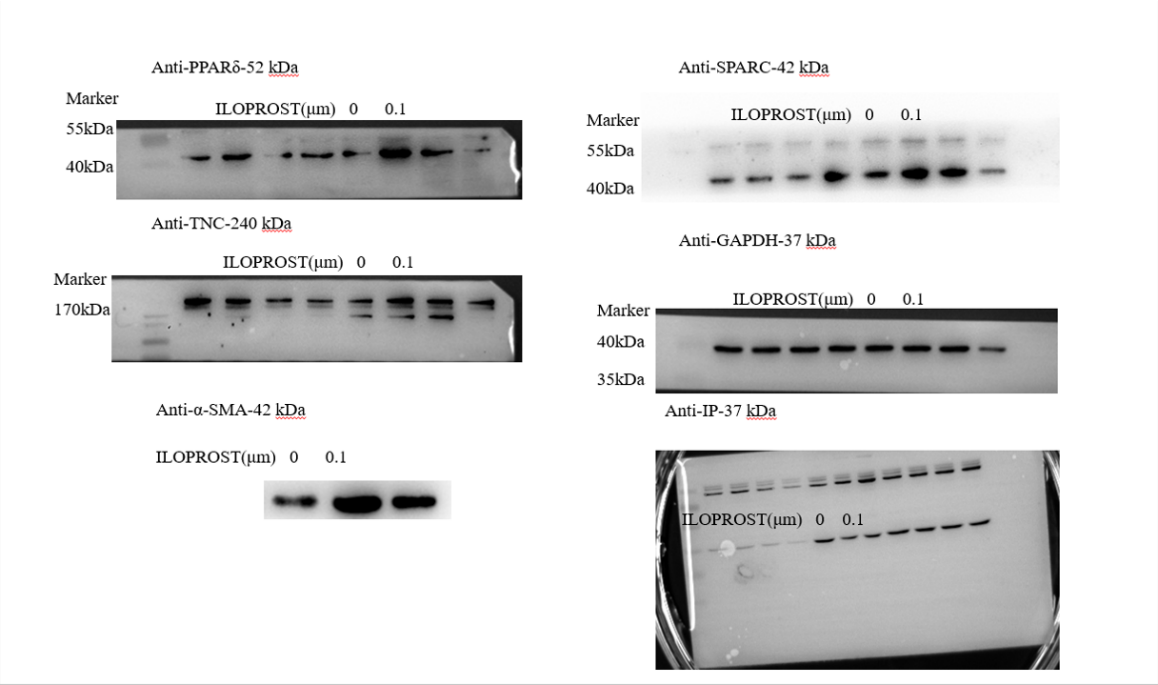 Anti-PPARδ-52 kDa
Marker
ILOPROST(μm) 0 0.1
55kDa
40kDa
Anti-TNC-240 kDa
ILOPROST(μm) 0 0.1
Marker
170kDa
Anti-α-SMA-42 kDa
ILOPROST(μm) 0 0.1
Anti-SPARC-42 kDa
ILOPROST(μm) 0 0.1
Marker
55kDa
40kDa
Anti-GAPDH-37 kDa
ILOPROST(μm) 0 0.1
Marker
40kDa
35kDa
Anti-IP-37 kDa
ILOPROST(μm) 0 0.1